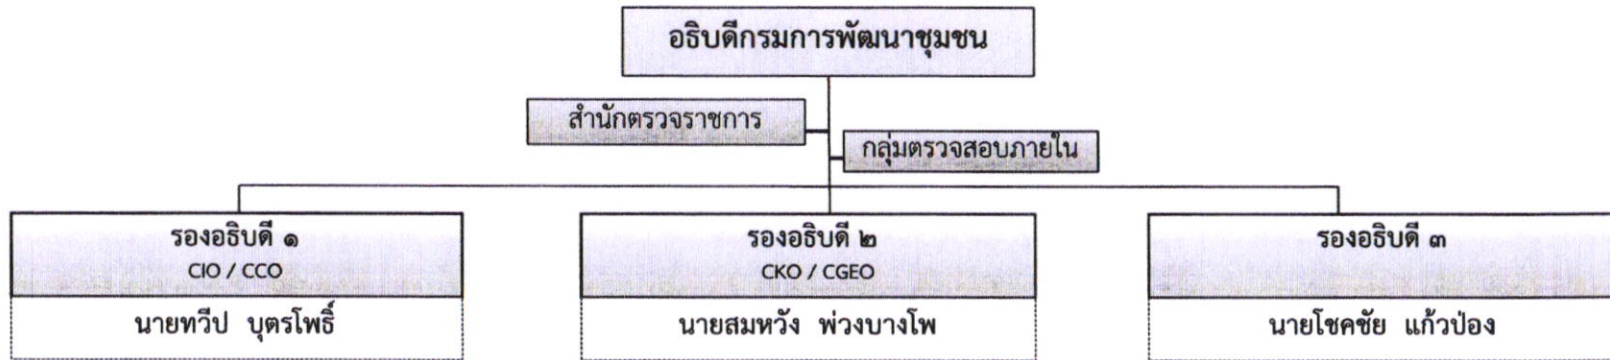 อธิบดีกรมการพัฒนาชุมชน
สำนักตรวจราชการ
กลุ่มตรวจสอบภายใน
รองอธิบดี ๑
CIO / CCO
นายทวีป บุตรโพธิ์
รองอธิบดี ๒
CKO / CGEO
นายสมหวัง พ่วงบางโพ
รองอธิบดี ๓
นายโชคชัย แก้วป่อง